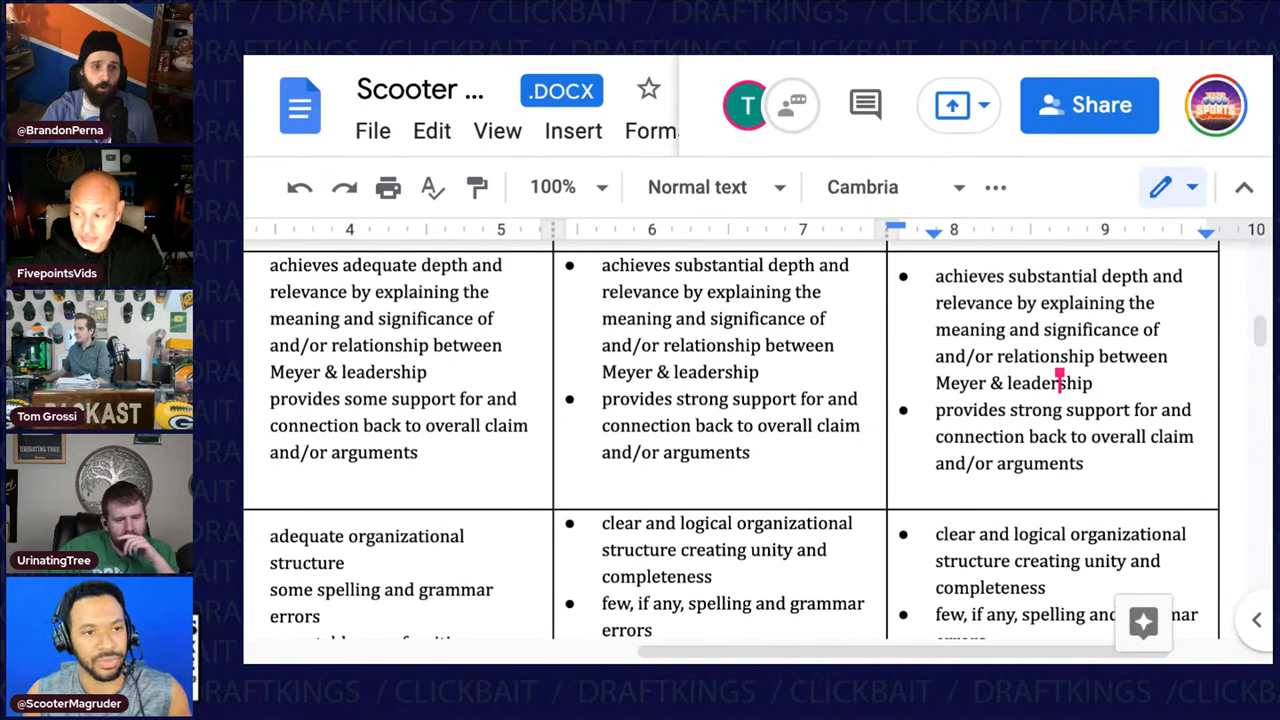 DRAFTKINGS / CLICKBAIT
@BrandonPerna
FivepointsVids
Tom Grossi
PACKAST
UrinatingTree
@ScooterMagruder
Scooter ...
.DOCX
T
Share
SPORTS
File Edit View Insert Form
100% Normal text Cambria
4 5 6 7 8 9 10
achieves adequate depth and
relevance by explaining the
meaning and significance of
and/or relationship between
Meyer & leadership
provides some support for and
connection back to overall claim
and/or arguments
● achieves substantial depth and
relevance by explaining the
meaning and significance of
and/or relationship between
Meyer & leadership
● provides strong support for and
connection back to overall claim
and/or arguments
● achieves substantial depth and
relevance by explaining the
meaning and significance of
and/or relationship between
Meyer & leadership
● provides strong support for and
connection back to overall claim
and/or arguments
adequate organizational
structure
some spelling and grammar
errors
● clear and logical organizational
structure creating unity and
completeness
● few, if any, spelling and grammar
errors
● clear and logical organizational
structure creating unity and
completeness
● few, if any, spelling and
DRAFTKINGS / CLICKBAIT